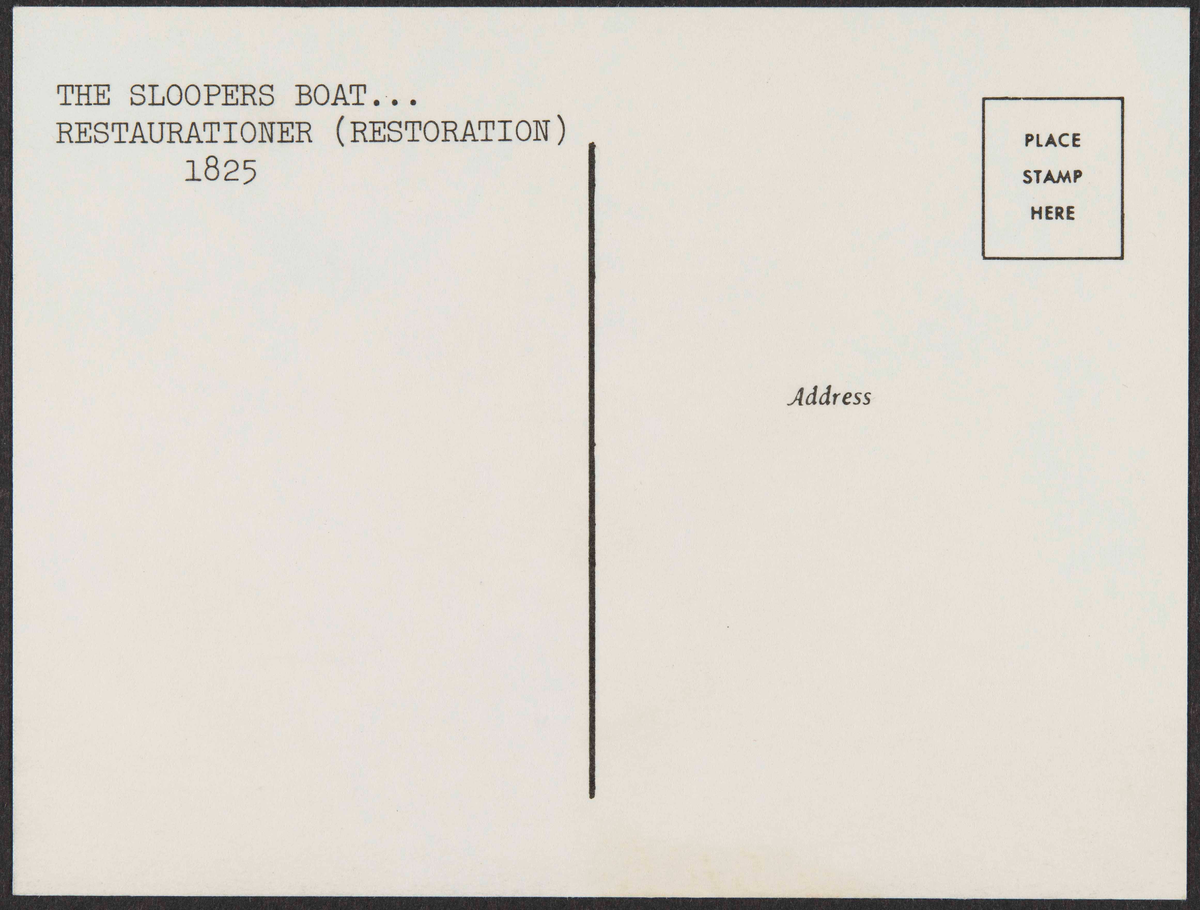 THE SLOOPERS BOAT...
RESTAURATIONER (RESTORATION)
1825
PLACE
STAMP
HERE
Address